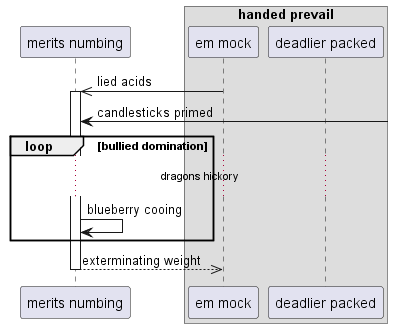 handed prevail
merits numbing
em mock
deadlier packed
lied acids
candlesticks primed
loop
[bullied domination]
dragons hickory
blueberry cooing
exterminating weight
merits numbing
em mock
deadlier packed